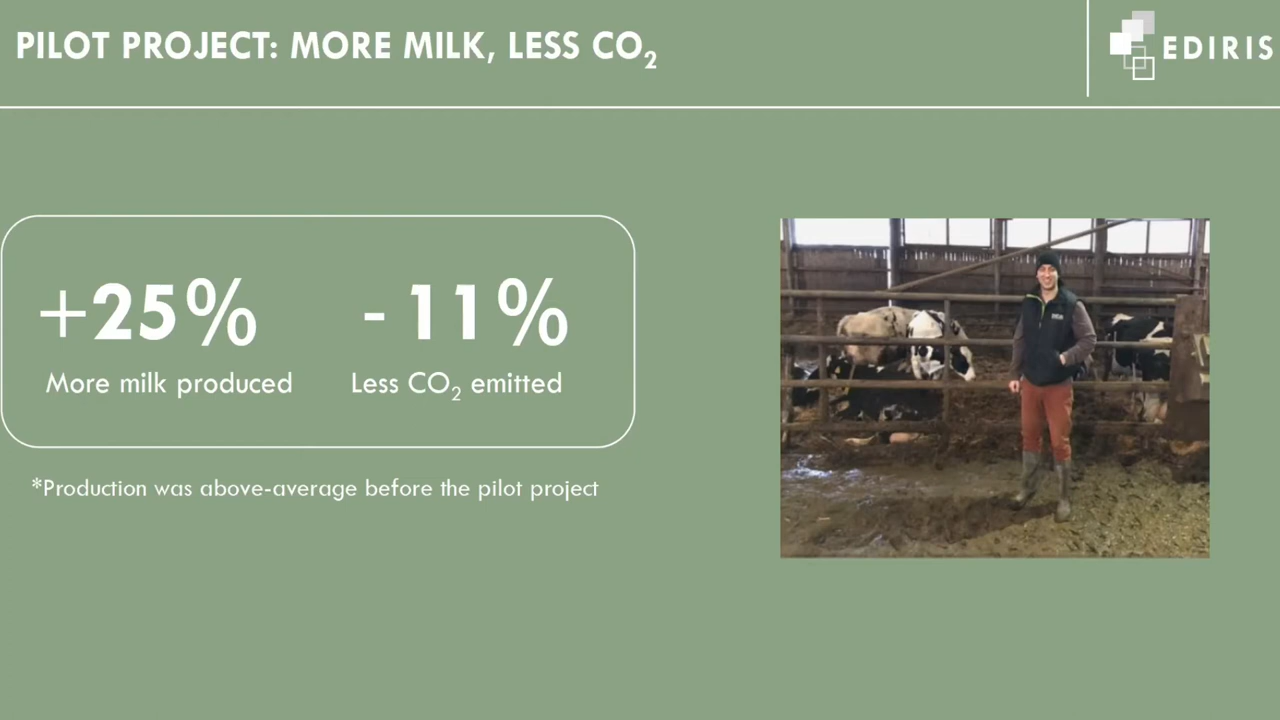 PILOT PROJECT: MORE MILK, LESS CO₂
EDIRIS
+25%
- 11%
More milk produced
Less CO₂ emitted
*Production was above-average before the pilot project